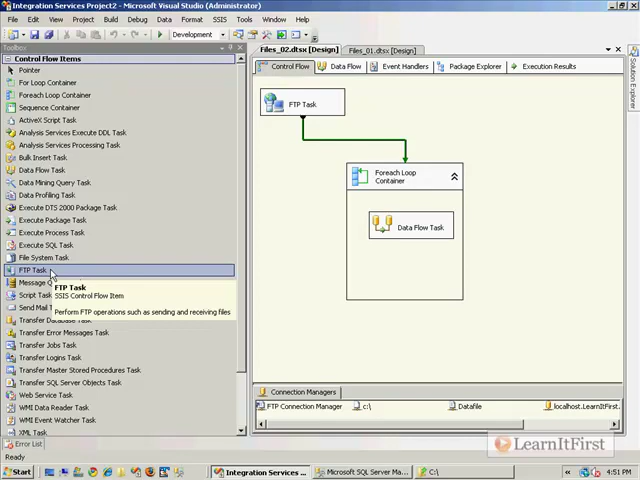 Integration Services Project2 - Microsoft Visual Studio (Administrator)
File Edit View Project Build Debug Data Format SSIS Tools Window Help
Development
Toolbox
Files_02.dtsx [Design] Files_01.dtsx [Design]
Control Flow Data Flow Event Handlers Package Explorer Execution Results
Solution Explorer
Control Flow Items
Pointer
For Loop Container
Foreach Loop Container
Sequence Container
ActiveX Script Task
Analysis Services Execute DDL Task
Analysis Services Processing Task
Bulk Insert Task
Data Flow Task
Data Mining Query Task
Data Profiling Task
Execute DTS 2000 Package Task
Execute Package Task
Execute Process Task
Execute SQL Task
File System Task
FTP Task
Message Q
Script Task
Send Mail T
Transfer Database Task
Transfer Error Messages Task
Transfer Jobs Task
Transfer Logins Task
Transfer Master Stored Procedures Task
Transfer SQL Server Objects Task
Web Service Task
WMI Data Reader Task
WMI Event Watcher Task
XML Task
FTP Task
SSIS Control Flow Item
Perform FTP operations such as sending and receiving files
FTP Task
Foreach Loop
Container
Data Flow Task
Connection Managers
FTP Connection Manager c:\ Datafile localhost.LearnItFirst.
Error List
LearnItFirst
Ready
Start Integration Services ... Microsoft SQL Server Ma... C:\ 4:51 PM